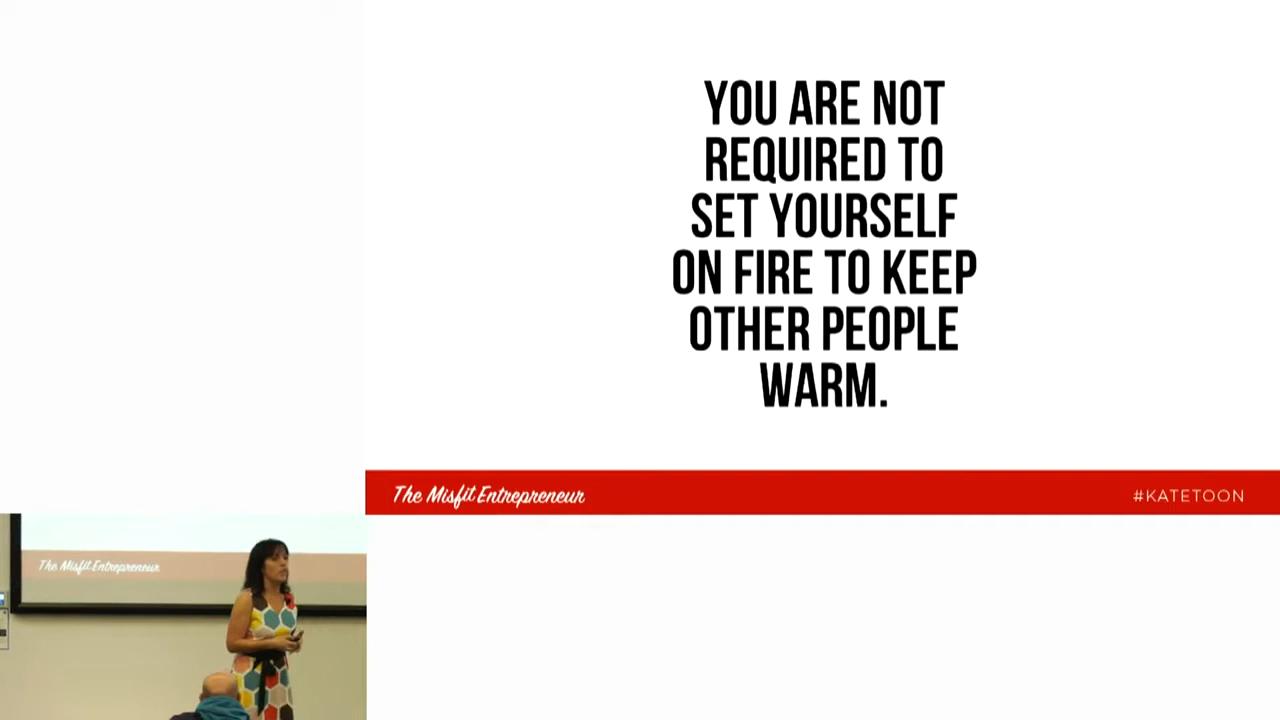 YOU ARE NOT
REQUIRED TO
SET YOURSELF
ON FIRE TO KEEP
OTHER PEOPLE
WARM.
The Misfit Entrepreneur
#KATETOON
The Misfit Entrepreneur